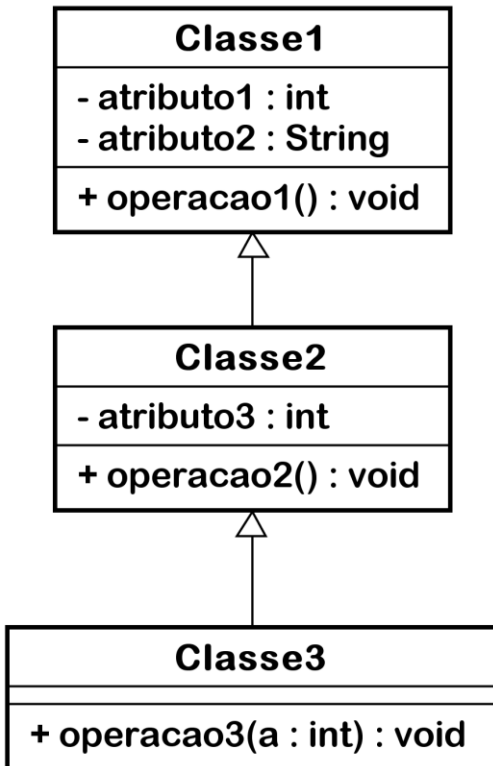 Classe1
- atributo1 : int
- atributo2 : String
+ operacao1() : void
Classe2
- atributo3 : int
+ operacao2() : void
Classe3
+ operacao3(a : int) : void